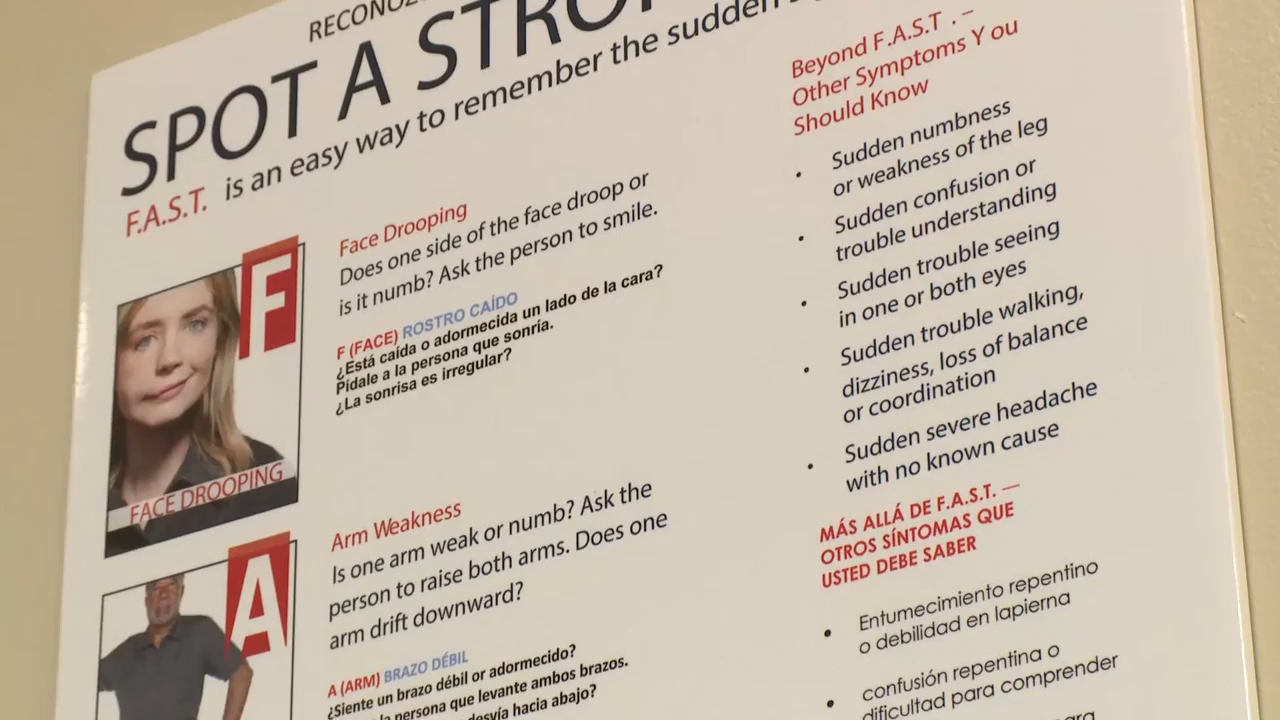 SPOT A
F.A.S.T. is an easy way to remember the sudden
F
FACE DROOPING
Face Drooping
Does one side of the face droop or
is it numb? Ask the person to smile.
F (FACE) ROSTRO CAÍDO
¿Está caída o adormecida un lado de la cara?
Pídale a la persona que sonría.
¿La sonrisa es irregular?
A
Arm Weakness
Is one arm weak or numb? Ask the
person to raise both arms. Does one
arm drift downward?
A (ARM) BRAZO DÉBIL
¿Siente un brazo débil or adormecido?
persona que levante ambos brazos.
hacia abajo?
Beyond F.A.S.T . –
Other Symptoms Y ou
Should Know
• Sudden numbness
or weakness of the leg
• Sudden confusion or
trouble understanding
• Sudden trouble seeing
in one or both eyes
• Sudden trouble walking,
dizziness, loss of balance
or coordination
• Sudden severe headache
with no known cause
MÁS ALLÁ DE F.A.S.T. —
OTROS SÍNTOMAS QUE
USTED DEBE SABER
• Entumecimiento repentino
o debilidad en lapierna
• confusión repentina o
dificultad para comprender